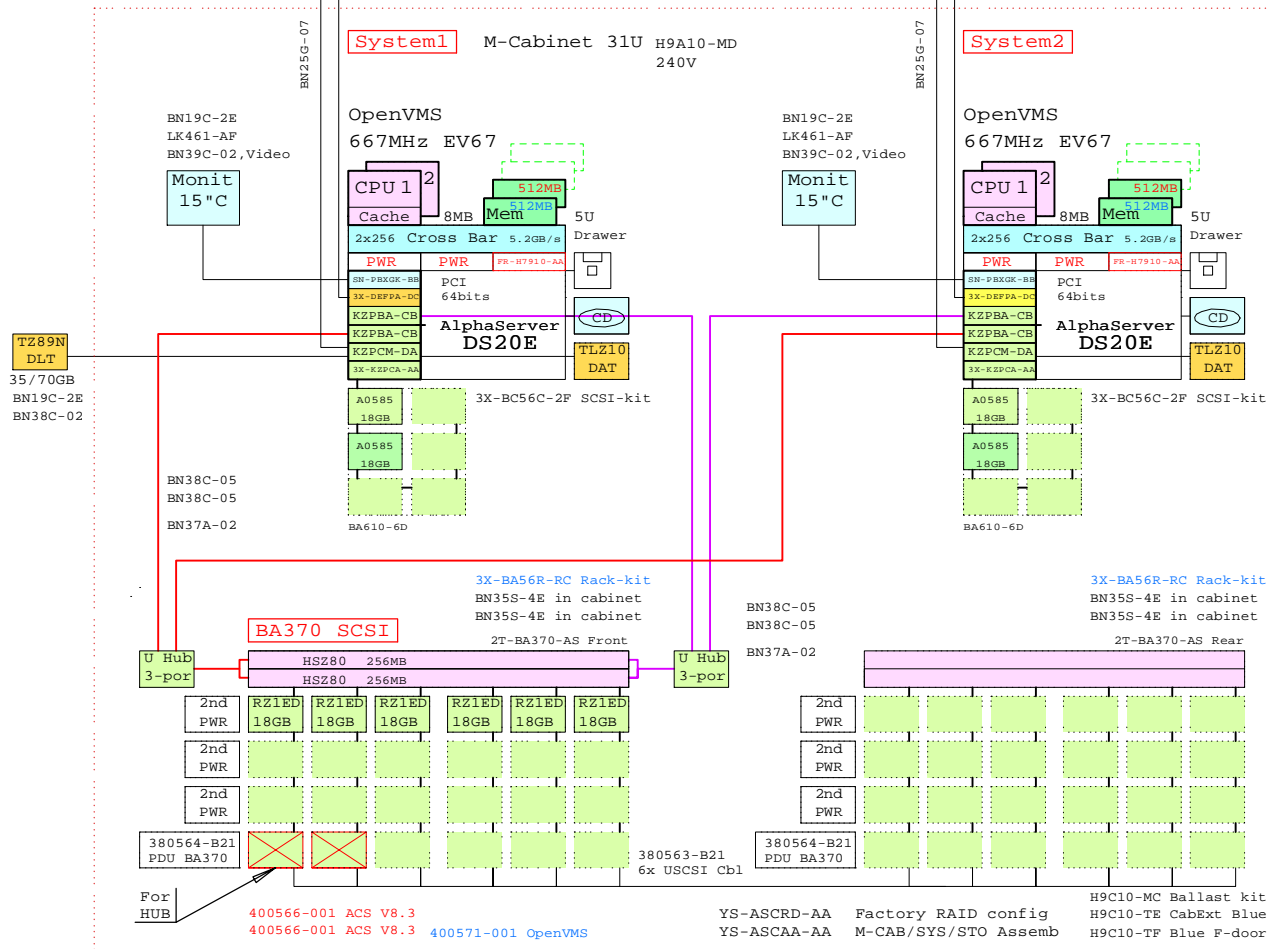 BN25G-07
System1
M-Cabinet 31U H9A10-MD
240V
BN25G-07
System2
BN19C-2E
LK461-AF
BN39C-02,Video
OpenVMS
667MHz EV67
Monit
15"C
CPU 1
2
Cache
8MB
512MB
512MB
Mem
5U
Drawer
2x256 Cross Bar 5.2GB/s
PWR
PWR
FR-H7910-AA
SN-PBXGK-BB
3X-DEFPA-DC
KZPBA-CB
KZPBA-CB
KZPCM-DA
3X-KZPCA-AA
PCI
64bits
AlphaServer
DS20E
CD
TLZ10
DAT
TZ89N
DLT
35/70GB
BN19C-2E
BN38C-02
A0585
18GB
A0585
18GB
3X-BC56C-2F SCSI-kit
BA610-6D
BN19C-2E
LK461-AF
BN39C-02,Video
OpenVMS
667MHz EV67
Monit
15"C
CPU 1
2
Cache
8MB
512MB
512MB
Mem
5U
Drawer
2x256 Cross Bar 5.2GB/s
PWR
PWR
FR-H7910-AA
SN-PBXGK-BB
3X-DEFPA-DC
KZPBA-CB
KZPBA-CB
KZPCM-DA
3X-KZPCA-AA
PCI
64bits
AlphaServer
DS20E
CD
TLZ10
DAT
A0585
18GB
A0585
18GB
3X-BC56C-2F SCSI-kit
BA610-6D
BN38C-05
BN38C-05
BN37A-02
3X-BA56R-RC Rack-kit
BN35S-4E in cabinet
BN35S-4E in cabinet
BA370 SCSI
2T-BA370-AS Front
U Hub
3-por
HSZ80 256MB
HSZ80 256MB
U Hub
3-por
BN38C-05
BN38C-05
BN37A-02
3X-BA56R-RC Rack-kit
BN35S-4E in cabinet
BN35S-4E in cabinet
2T-BA370-AS Rear
2nd
PWR
RZ1ED
18GB
RZ1ED
18GB
RZ1ED
18GB
RZ1ED
18GB
RZ1ED
18GB
RZ1ED
18GB
2nd
PWR
2nd
PWR
380564-B21
PDU BA370
380563-B21
6x USCSI Cbl
2nd
PWR
2nd
PWR
2nd
PWR
380564-B21
PDU BA370
For
HUB
400566-001 ACS V8.3
400566-001 ACS V8.3
400571-001 OpenVMS
YS-ASCRD-AA Factory RAID config
YS-ASCAA-AA M-CAB/SYS/STO Assemb
H9C10-MC Ballast kit
H9C10-TE CabExt Blue
H9C10-TF Blue F-door